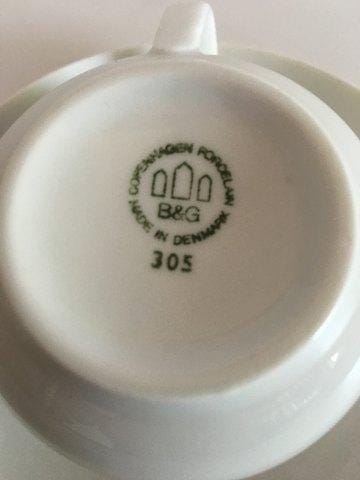 COPENHAGEN PORCELAIN
B&G
MADE IN DENMARK
305